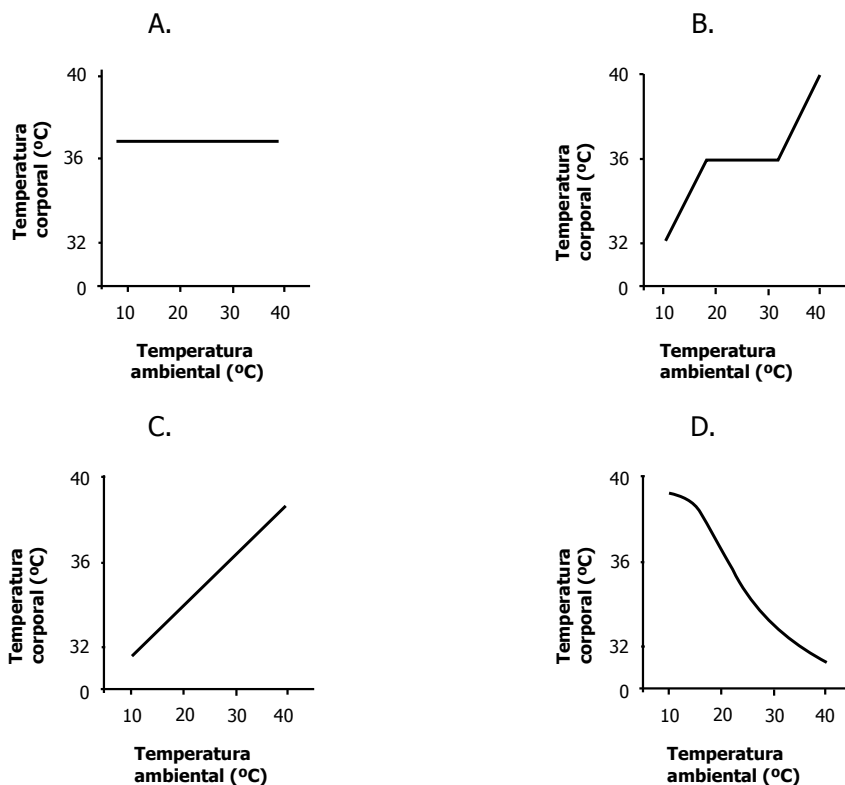 A.
Temperatura
corporal (ºC)
40
36
32
0
10 20 30 40
Temperatura
ambiental (ºC)
B.
Temperatura
corporal (ºC)
40
36
32
0
10 20 30 40
Temperatura
ambiental (ºC)
C.
Temperatura
corporal (ºC)
40
36
32
0
10 20 30 40
Temperatura
ambiental (ºC)
D.
Temperatura
corporal (ºC)
40
36
32
0
10 20 30 40
Temperatura
ambiental (ºC)